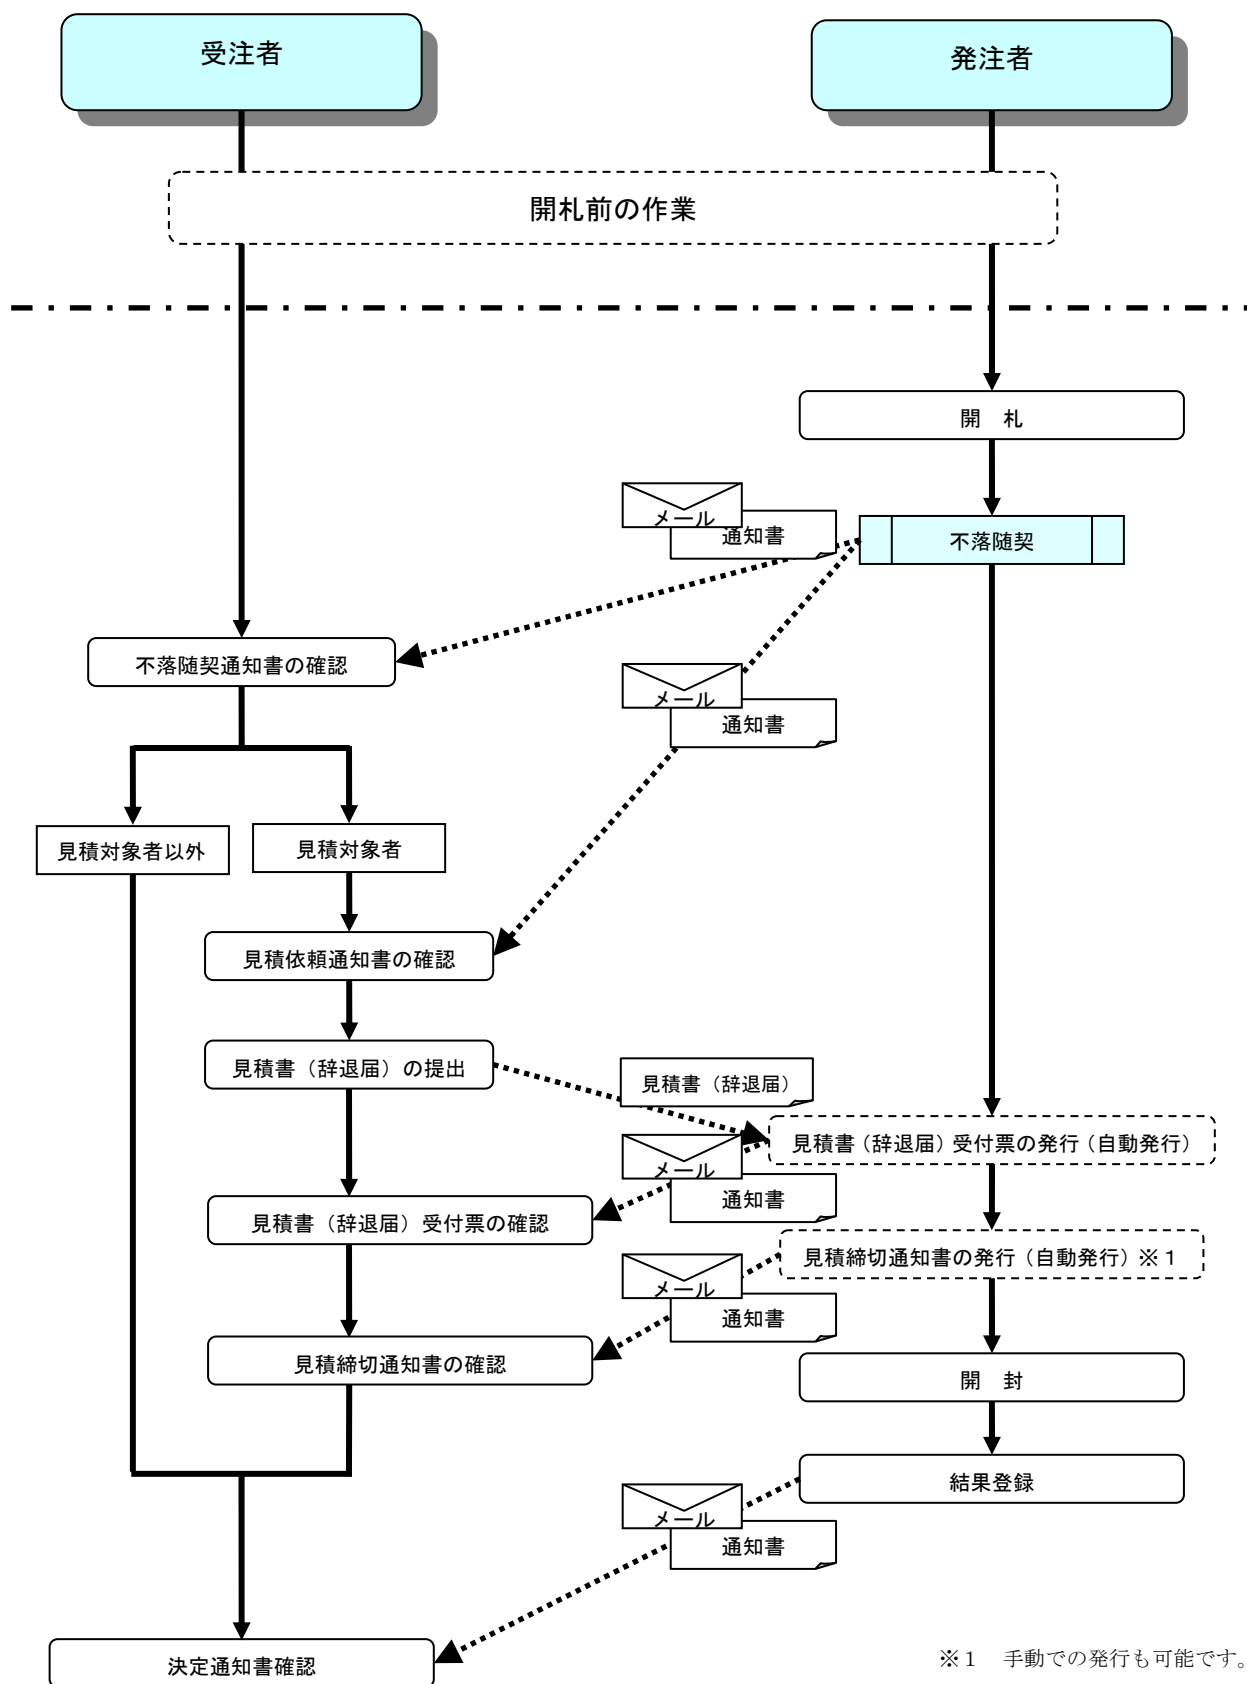 受注者
発注者
開札前の作業
開　札
メール
通知書
不落随契
不落随契通知書の確認
メール
通知書
見積対象者以外
見積対象者
見積依頼通知書の確認
見積書（辞退届）の提出
見積書（辞退届）
見積書（辞退届）受付票の発行（自動発行）
メール
通知書
見積書（辞退届）受付票の確認
見積締切通知書の発行（自動発行）※１
メール
通知書
見積締切通知書の確認
開　封
結果登録
メール
通知書
決定通知書確認
※１　手動での発行も可能です。